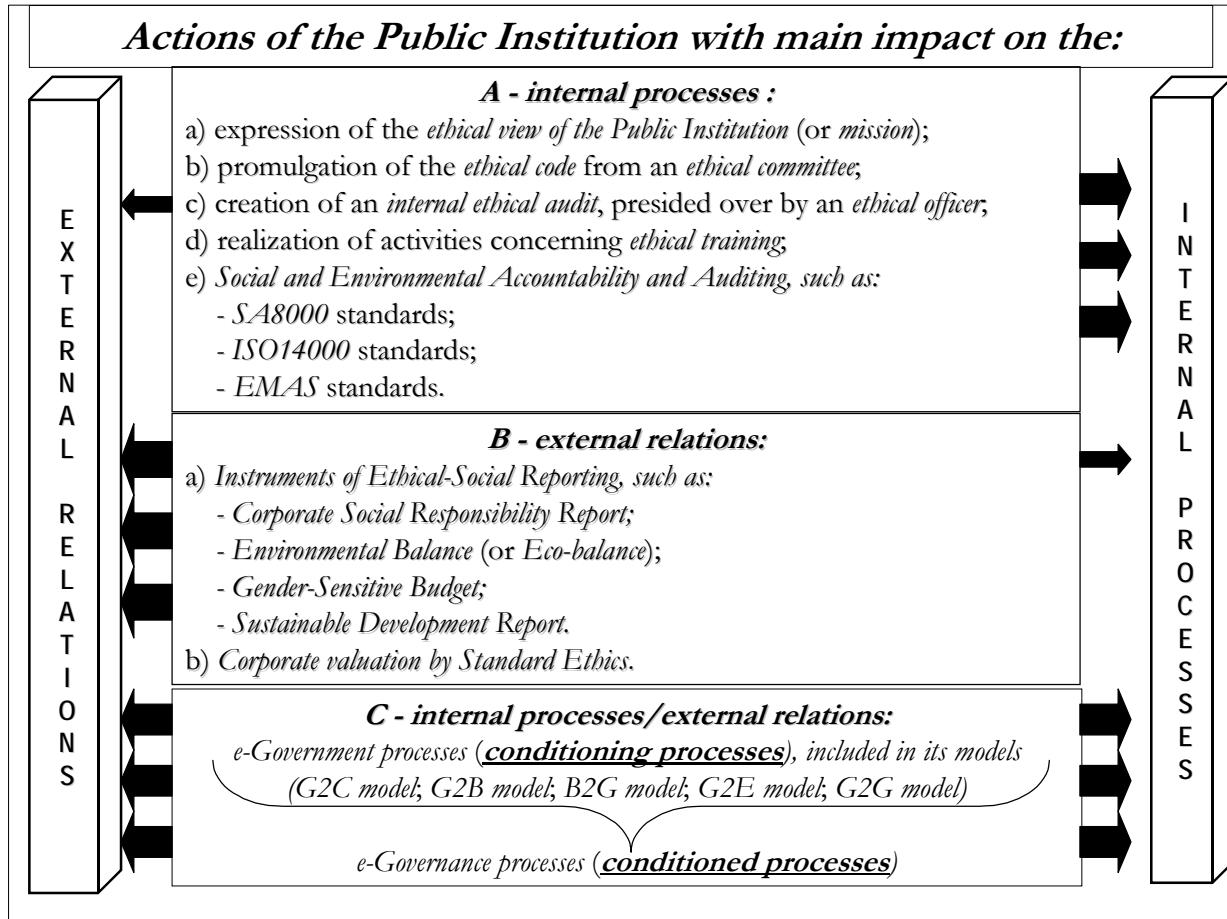 Actions of the Public Institution with main impact on the:
EXTERNAL RELATIONS
A - internal processes :
a) expression of the ethical view of the Public Institution (or mission);
b) promulgation of the ethical code from an ethical committee;
c) creation of an internal ethical audit, presided over by an ethical officer;
d) realization of activities concerning ethical training;
e) Social and Environmental Accountability and Auditing, such as:
- SA8000 standards;
- ISO14000 standards;
- EMAS standards.
B - external relations:
a) Instruments of Ethical-Social Reporting, such as:
- Corporate Social Responsibility Report;
- Environmental Balance (or Eco-balance);
- Gender-Sensitive Budget;
- Sustainable Development Report.
b) Corporate valuation by Standard Ethics.
C - internal processes/external relations:
e-Government processes (conditioning processes), included in its models
(G2C model; G2B model; B2G model; G2E model; G2G model)
e-Governance processes (conditioned processes)
INTERNAL PROCESSES